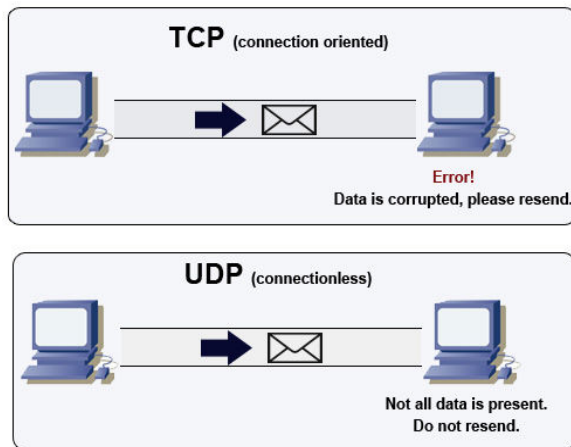 TCP (connection oriented)
Error!
Data is corrupted, please resend.
UDP (connectionless)
Not all data is present.
Do not resend.